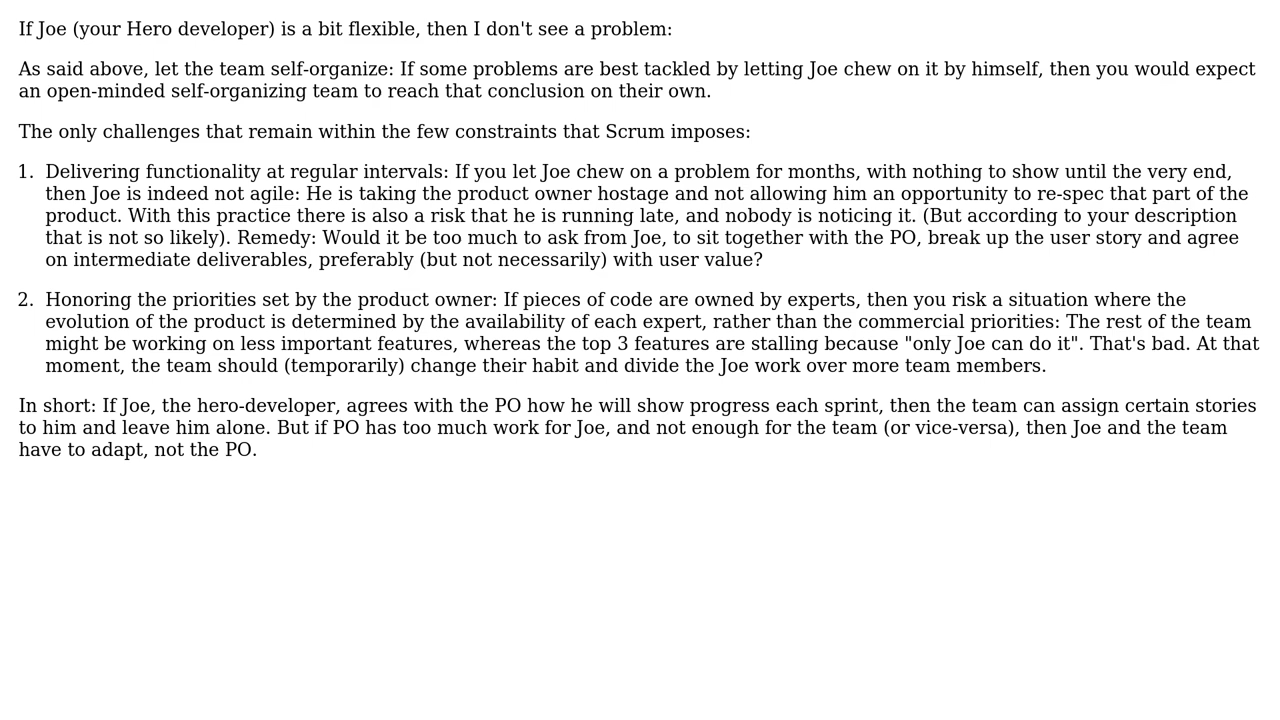 If Joe (your Hero developer) is a bit flexible, then I don't see a problem:
As said above, let the team self-organize: If some problems are best tackled by letting Joe chew on it by himself, then you would expect
an open-minded self-organizing team to reach that conclusion on their own.
The only challenges that remain within the few constraints that Scrum imposes:
1. Delivering functionality at regular intervals: If you let Joe chew on a problem for months, with nothing to show until the very end,
then Joe is indeed not agile: He is taking the product owner hostage and not allowing him an opportunity to re-spec that part of the
product. With this practice there is also a risk that he is running late, and nobody is noticing it. (But according to your description
that is not so likely). Remedy: Would it be too much to ask from Joe, to sit together with the PO, break up the user story and agree
on intermediate deliverables, preferably (but not necessarily) with user value?
2. Honoring the priorities set by the product owner: If pieces of code are owned by experts, then you risk a situation where the
evolution of the product is determined by the availability of each expert, rather than the commercial priorities: The rest of the team
might be working on less important features, whereas the top 3 features are stalling because "only Joe can do it". That's bad. At that
moment, the team should (temporarily) change their habit and divide the Joe work over more team members.
In short: If Joe, the hero-developer, agrees with the PO how he will show progress each sprint, then the team can assign certain stories
to him and leave him alone. But if PO has too much work for Joe, and not enough for the team (or vice-versa), then Joe and the team
have to adapt, not the PO.